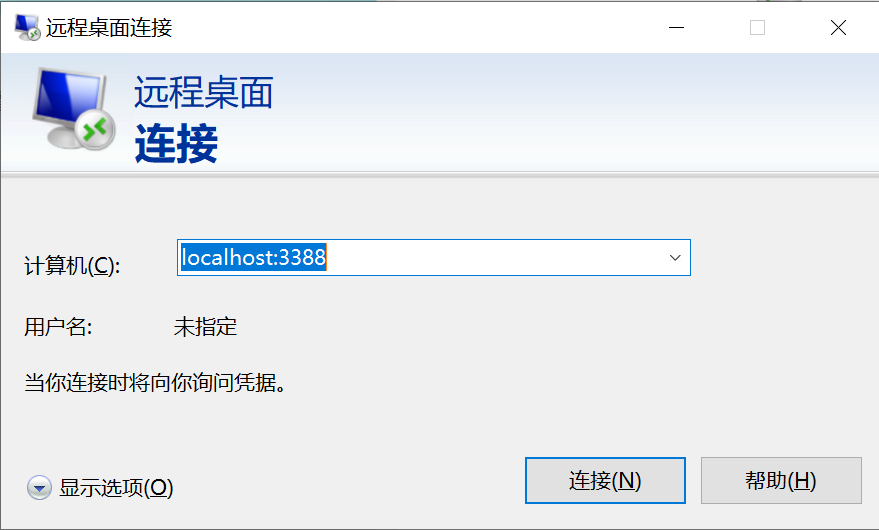 远程桌面连接
远程桌面
连接
计算机(C): localhost:3388
用户名: 未指定
当你连接时将向你询问凭据。
显示选项(O) 连接(N) 帮助(H)